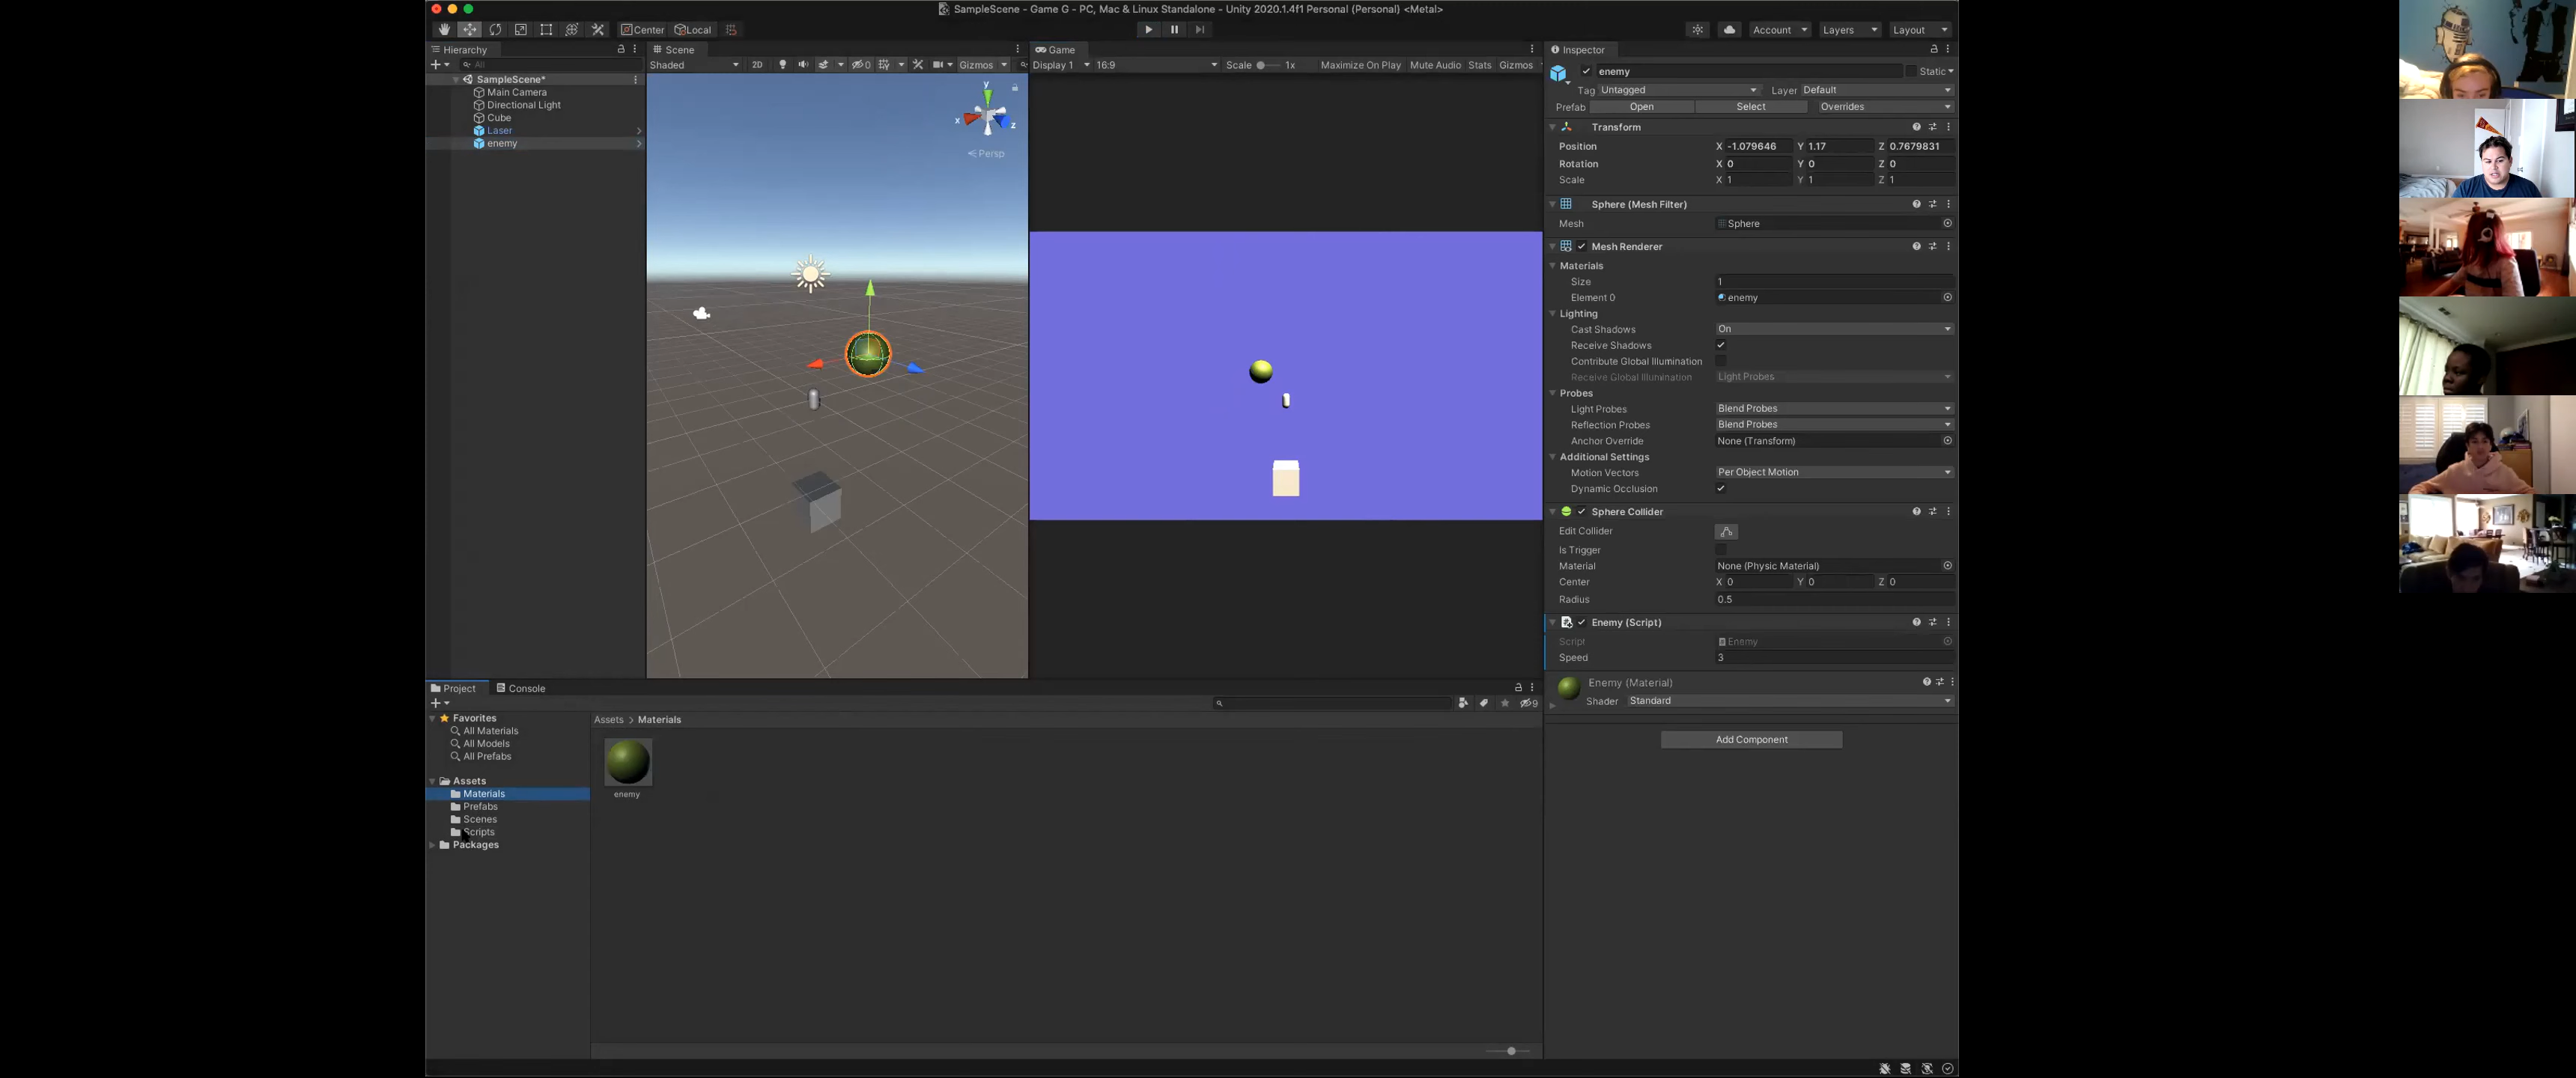 SampleScene - Game G - PC, Mac & Linux Standalone - Unity 2020.1.4f1 Personal (Personal) <Metal>
Center Local
Account Layers Layout
Hierarchy
All
SampleScene*
Main Camera
Directional Light
Cube
Laser
enemy
Scene
Shaded 2D 0 Gizmos
y
x z
Persp
Game
Display 1 16:9 Scale 1x Maximize On Play Mute Audio Stats Gizmos
Inspector
enemy Static
Tag Untagged Layer Default
Prefab Open Select Overrides
Transform
Position X -1.079646 Y 1.17 Z 0.7679831
Rotation X 0 Y 0 Z 0
Scale X 1 Y 1 Z 1
Sphere (Mesh Filter)
Mesh Sphere
Mesh Renderer
Materials
Size 1
Element 0 enemy
Lighting
Cast Shadows On
Receive Shadows
Contribute Global Illumination
Receive Global Illumination Light Probes
Probes
Light Probes Blend Probes
Reflection Probes Blend Probes
Anchor Override None (Transform)
Additional Settings
Motion Vectors Per Object Motion
Dynamic Occlusion
Sphere Collider
Edit Collider
Is Trigger
Material None (Physic Material)
Center X 0 Y 0 Z 0
Radius 0.5
Enemy (Script)
Script Enemy
Speed 3
Enemy (Material)
Shader Standard
Add Component
Project Console
9
Favorites
All Materials
All Models
All Prefabs
Assets
Materials
Prefabs
Scenes
Scripts
Packages
Assets > Materials
enemy